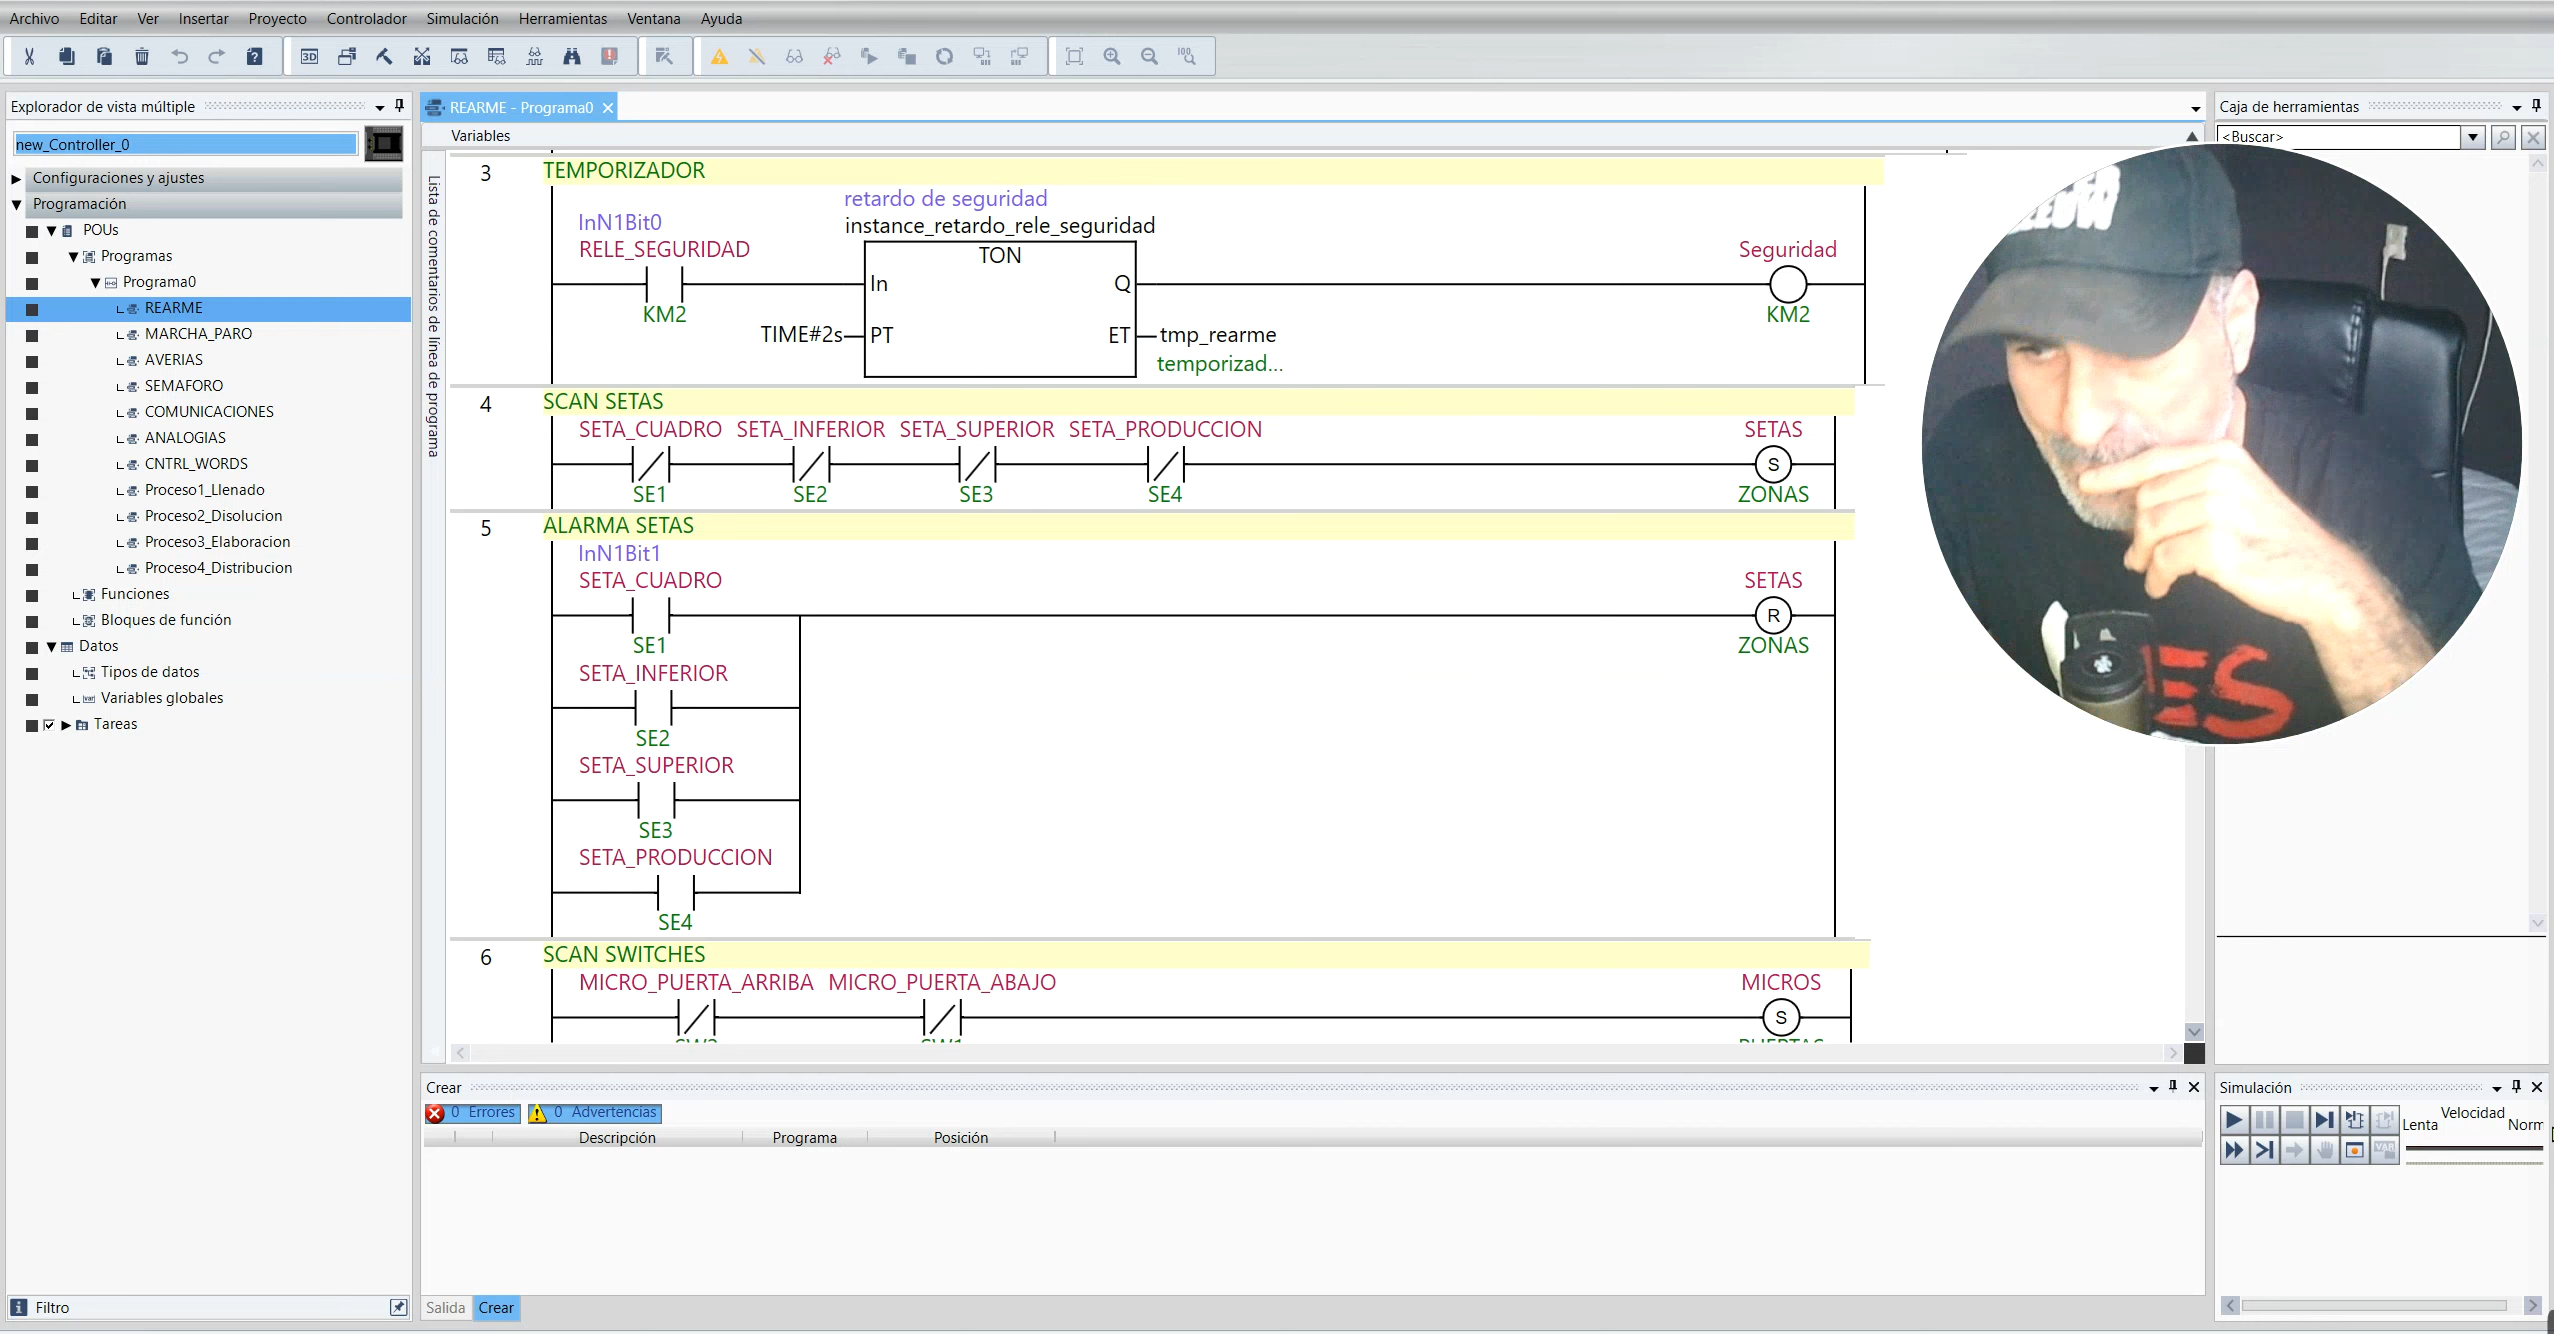 Archivo Editar Ver Insertar Proyecto Controlador Simulación Herramientas Ventana Ayuda
Explorador de vista múltiple
new_Controller_0
Configuraciones y ajustes
Programación
POUs
Programas
Programa0
REARME
MARCHA_PARO
AVERIAS
SEMAFORO
COMUNICACIONES
ANALOGIAS
CNTRL_WORDS
Proceso1_Llenado
Proceso2_Disolucion
Proceso3_Elaboracion
Proceso4_Distribucion
Funciones
Bloques de función
Datos
Tipos de datos
Variables globales
Tareas
Filtro
REARME - Programa0
Variables
Lista de comentarios de línea de programa
3 TEMPORIZADOR
retardo de seguridad
InN1Bit0 instance_retardo_rele_seguridad
RELE_SEGURIDAD TON Seguridad
In Q
KM2 KM2
TIME#2s PT ET tmp_rearme
temporizad...
4 SCAN SETAS
SETA_CUADRO SETA_INFERIOR SETA_SUPERIOR SETA_PRODUCCION SETAS
S
SE1 SE2 SE3 SE4 ZONAS
5 ALARMA SETAS
InN1Bit1
SETA_CUADRO SETAS
R
SE1 ZONAS
SETA_INFERIOR
SE2
SETA_SUPERIOR
SE3
SETA_PRODUCCION
SE4
6 SCAN SWITCHES
MICRO_PUERTA_ARRIBA MICRO_PUERTA_ABAJO MICROS
S
Crear
0 Errores 0 Advertencias
Descripción Programa Posición
Salida Crear
Caja de herramientas
<Buscar>
Simulación
Velocidad
Lenta Norm
3D
100